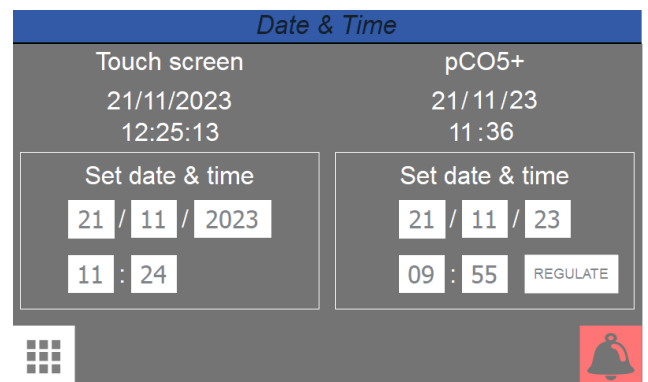 Date & Time
Touch screen
21/11/2023
12:25:13
Set date & time
21 / 11 / 2023
11 : 24
pCO5+
21/11/23
11:36
Set date & time
21 / 11 / 23
09 : 55 REGULATE